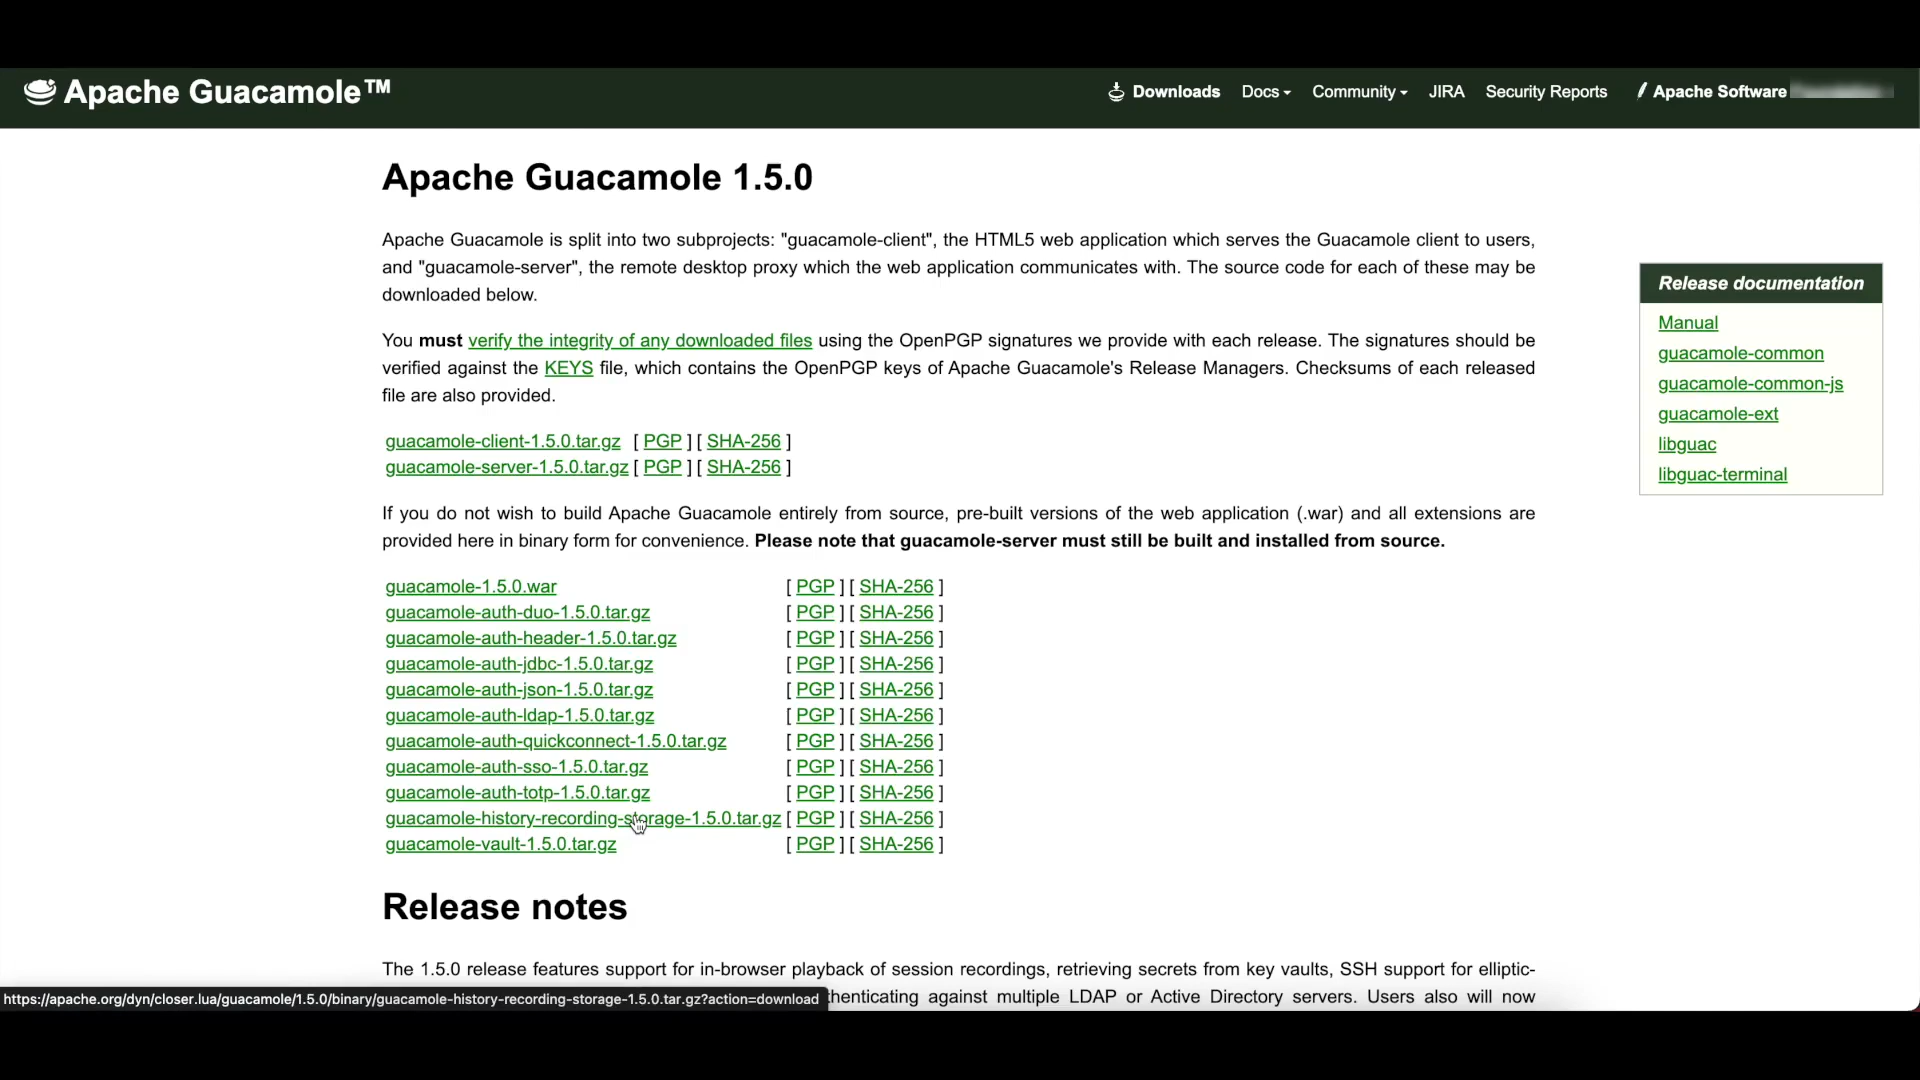 Apache Guacamole™
Downloads Docs Community JIRA Security Reports Apache Software
Apache Guacamole 1.5.0
Apache Guacamole is split into two subprojects: "guacamole-client", the HTML5 web application which serves the Guacamole client to users,
and "guacamole-server", the remote desktop proxy which the web application communicates with. The source code for each of these may be
downloaded below.
You must verify the integrity of any downloaded files using the OpenPGP signatures we provide with each release. The signatures should be
verified against the KEYS file, which contains the OpenPGP keys of Apache Guacamole's Release Managers. Checksums of each released
file are also provided.
guacamole-client-1.5.0.tar.gz [ PGP ] [ SHA-256 ]
guacamole-server-1.5.0.tar.gz [ PGP ] [ SHA-256 ]
If you do not wish to build Apache Guacamole entirely from source, pre-built versions of the web application (.war) and all extensions are
provided here in binary form for convenience. Please note that guacamole-server must still be built and installed from source.
guacamole-1.5.0.war [ PGP ] [ SHA-256 ]
guacamole-auth-duo-1.5.0.tar.gz [ PGP ] [ SHA-256 ]
guacamole-auth-header-1.5.0.tar.gz [ PGP ] [ SHA-256 ]
guacamole-auth-jdbc-1.5.0.tar.gz [ PGP ] [ SHA-256 ]
guacamole-auth-json-1.5.0.tar.gz [ PGP ] [ SHA-256 ]
guacamole-auth-ldap-1.5.0.tar.gz [ PGP ] [ SHA-256 ]
guacamole-auth-quickconnect-1.5.0.tar.gz [ PGP ] [ SHA-256 ]
guacamole-auth-sso-1.5.0.tar.gz [ PGP ] [ SHA-256 ]
guacamole-auth-totp-1.5.0.tar.gz [ PGP ] [ SHA-256 ]
guacamole-history-recording-storage-1.5.0.tar.gz [ PGP ] [ SHA-256 ]
guacamole-vault-1.5.0.tar.gz [ PGP ] [ SHA-256 ]
Release notes
The 1.5.0 release features support for in-browser playback of session recordings, retrieving secrets from key vaults, SSH support for elliptic-
henticating against multiple LDAP or Active Directory servers. Users also will now
https://apache.org/dyn/closer.lua/guacamole/1.5.0/binary/guacamole-history-recording-storage-1.5.0.tar.gz?action=download
Release documentation
Manual
guacamole-common
guacamole-common-js
guacamole-ext
libguac
libguac-terminal